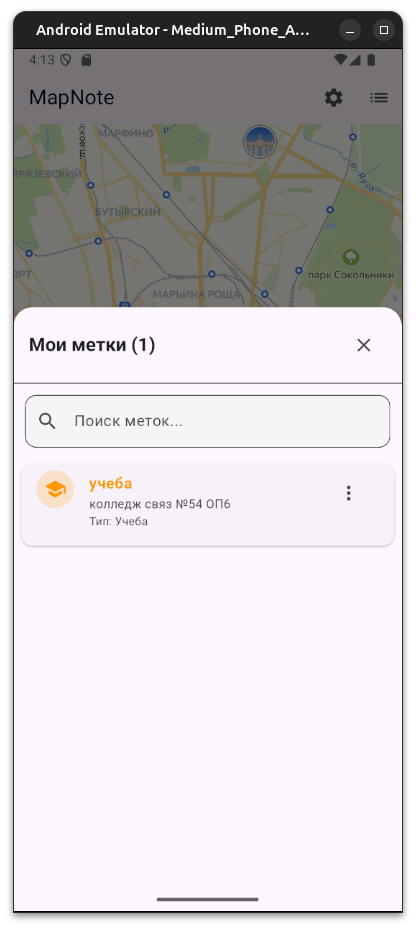 Android Emulator - Medium_Phone_A...
4:13
MapNote
МАРФИНО
БУТЫРСКИЙ
р. Яуза
парк Сокольники
МАРЬИНА РОЩА
Мои метки (1)
Поиск меток...
учеба
колледж связ №54 ОП6
Тип: Учеба